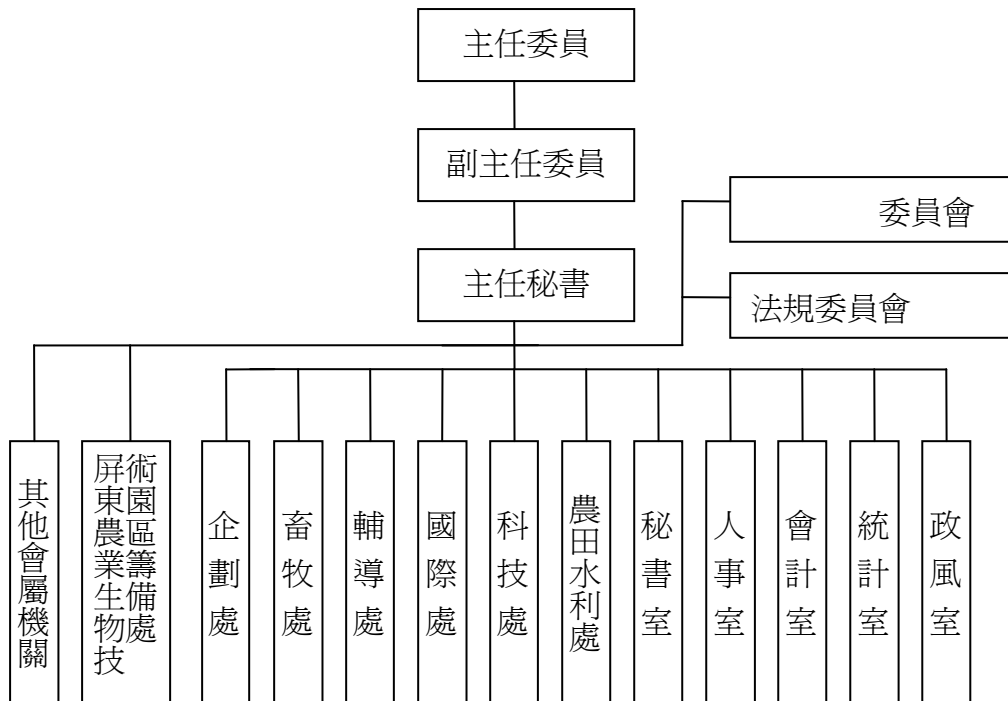 主任委員
副主任委員
委員會
主任秘書
法規委員會
其他會屬機關
屏東農業生物技
術園區籌備處
企劃處
畜牧處
輔導處
國際處
科技處
農田水利處
秘書室
人事室
會計室
統計室
政風室